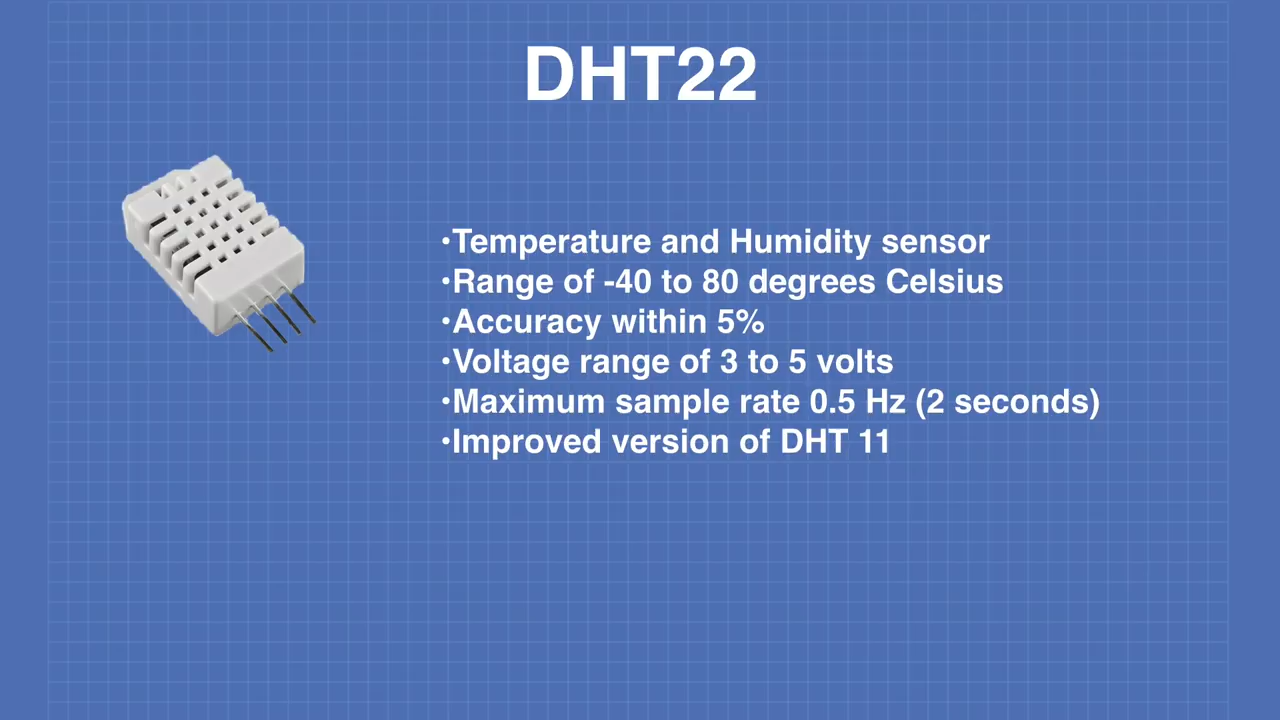 DHT22
•Temperature and Humidity sensor
•Range of -40 to 80 degrees Celsius
•Accuracy within 5%
•Voltage range of 3 to 5 volts
•Maximum sample rate 0.5 Hz (2 seconds)
•Improved version of DHT 11